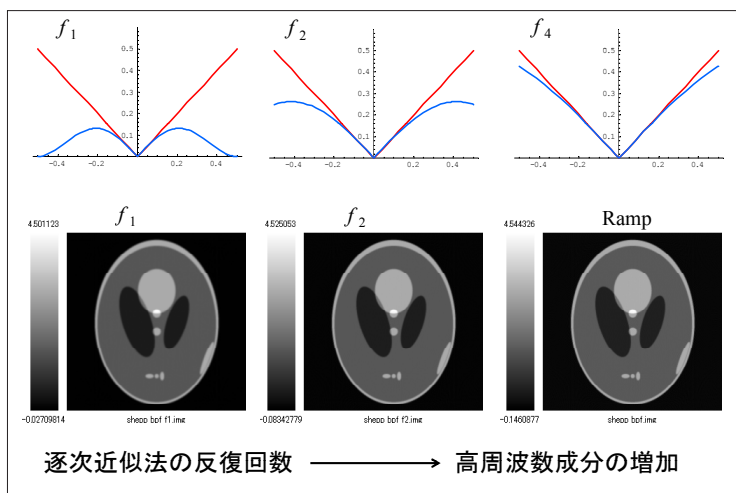 f1 f2 f4
0.5 0.5 0.5
0.4 0.4 0.4
0.3 0.3 0.3
0.2 0.2 0.2
0.1 0.1 0.1
-0.4 -0.2 0.2 0.4 -0.4 -0.2 0.2 0.4 -0.4 -0.2 0.2 0.4
f1 f2 Ramp
4.501123 4.525053 4.544326
-0.02709814 shepp bpf f1.img -0.08342779 shepp bpf f2.img -0.1460877 shepp bpf.img
逐次近似法の反復回数 → 高周波数成分の増加